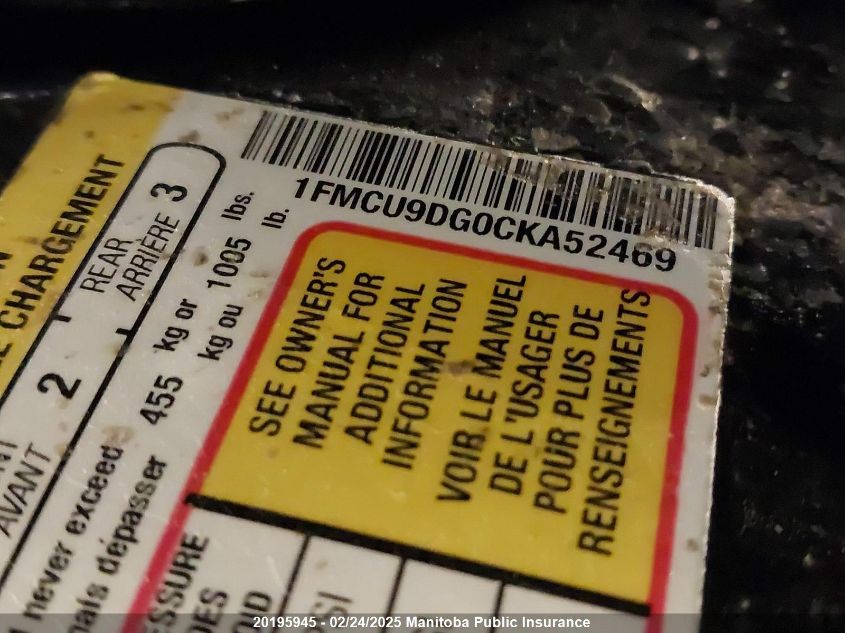 1FMCU9DG0CKA52469
CHARGEMENT
REAR 3
ARRIÈRE
2
AVANT
never exceed 455 kg or 1005 lbs.
dépasser kg ou lb.
SEE OWNER'S
MANUAL FOR
ADDITIONAL
INFORMATION
VOIR LE MANUEL
DE L'USAGER
POUR PLUS DE
RENSEIGNEMENTS
20195945 - 02/24/2025 Manitoba Public Insurance